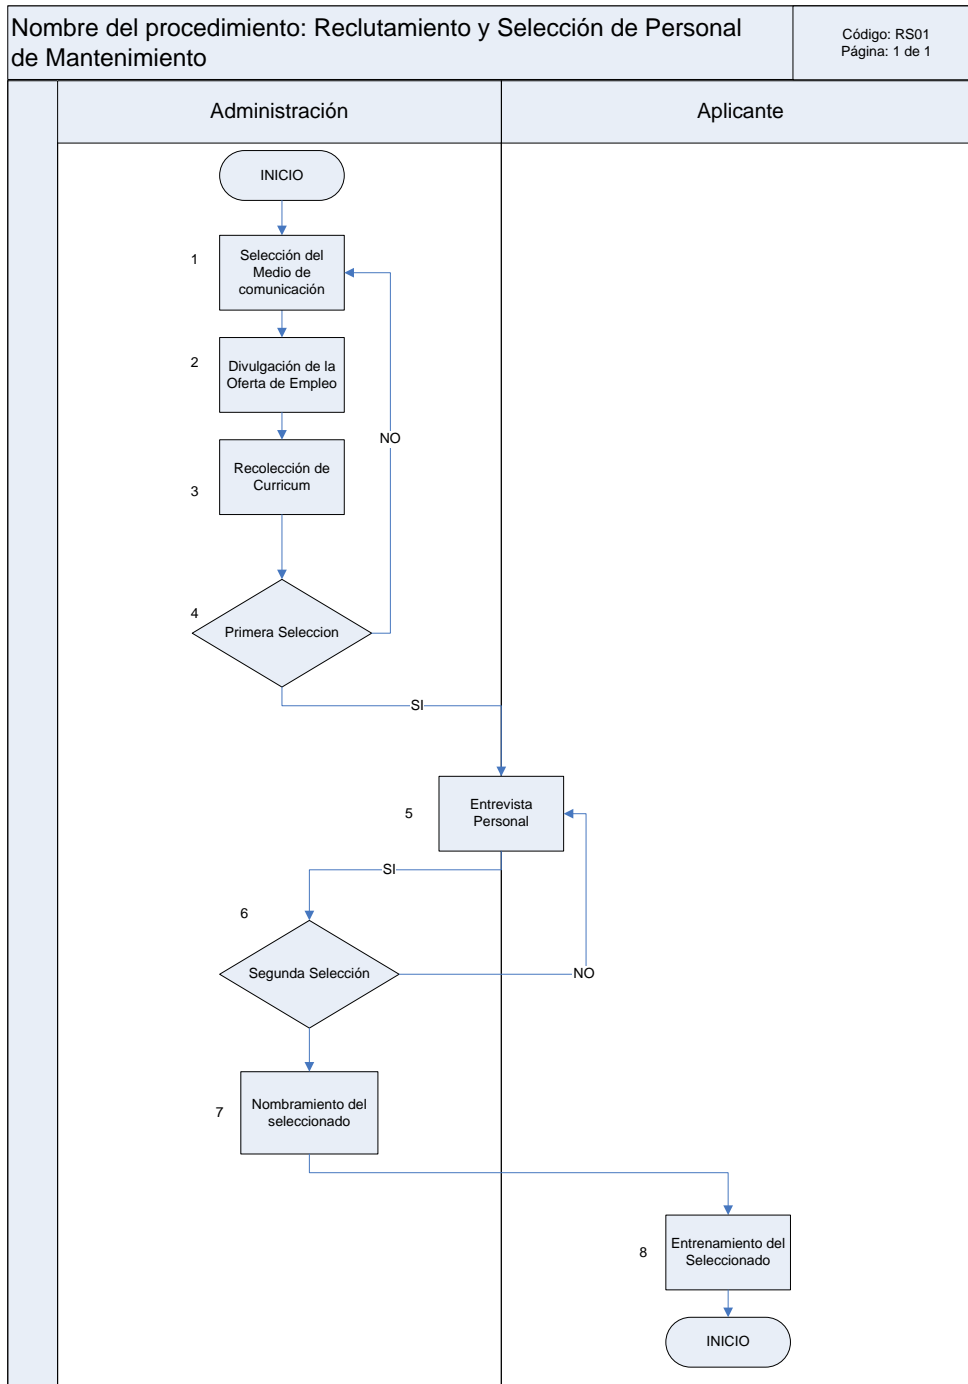 Nombre del procedimiento: Reclutamiento y Selección de Personal
de Mantenimiento
Código: RS01
Página: 1 de 1
Administración
Aplicante
INICIO
1
Selección del
Medio de
comunicación
2
Divulgación de la
Oferta de Empleo
NO
3
Recolección de
Curricum
4
Primera Seleccion
SI
5
Entrevista
Personal
SI
6
Segunda Selección
NO
7
Nombramiento del
seleccionado
8
Entrenamiento del
Seleccionado
INICIO